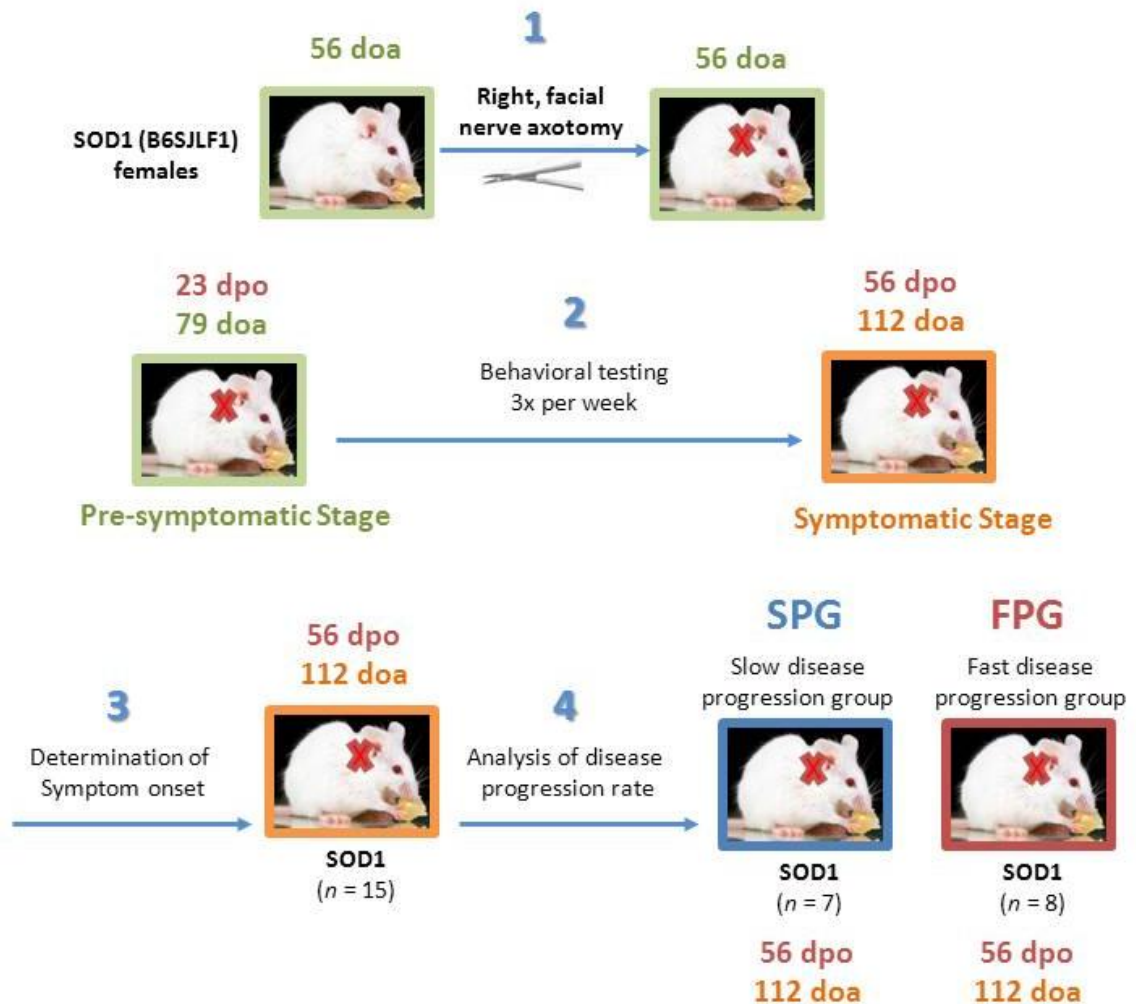 1
56 doa
56 doa
SOD1 (B6SJLF1)
females
Right, facial
nerve axotomy
23 dpo
79 doa
2
Behavioral testing
3x per week
56 dpo
112 doa
Pre-symptomatic Stage
Symptomatic Stage
3
Determination of
Symptom onset
56 dpo
112 doa
SOD1
(n = 15)
4
Analysis of disease
progression rate
SPG
Slow disease
progression group
SOD1
(n = 7)
56 dpo
112 doa
FPG
Fast disease
progression group
SOD1
(n = 8)
56 dpo
112 doa